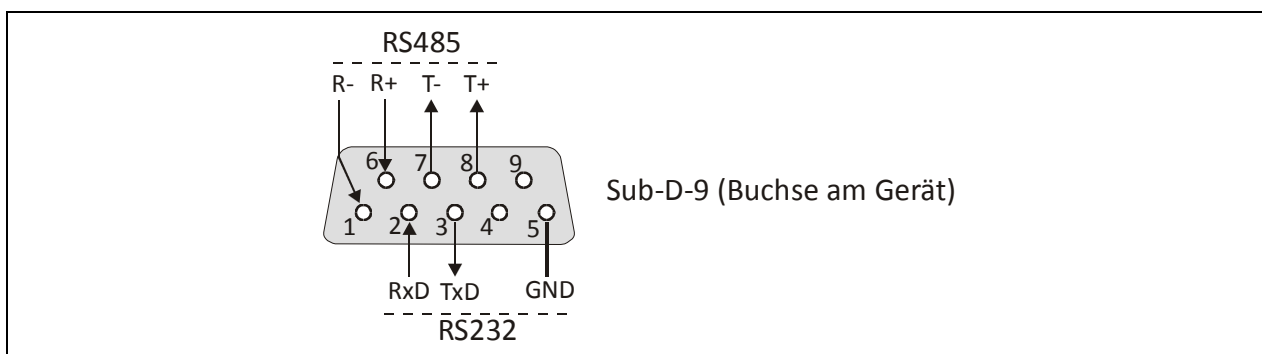 RS485
R- R+ T- T+
6 7 8 9
Sub-D-9 (Buchse am Gerät)
1 2 3 4 5
RxD TxD GND
RS232